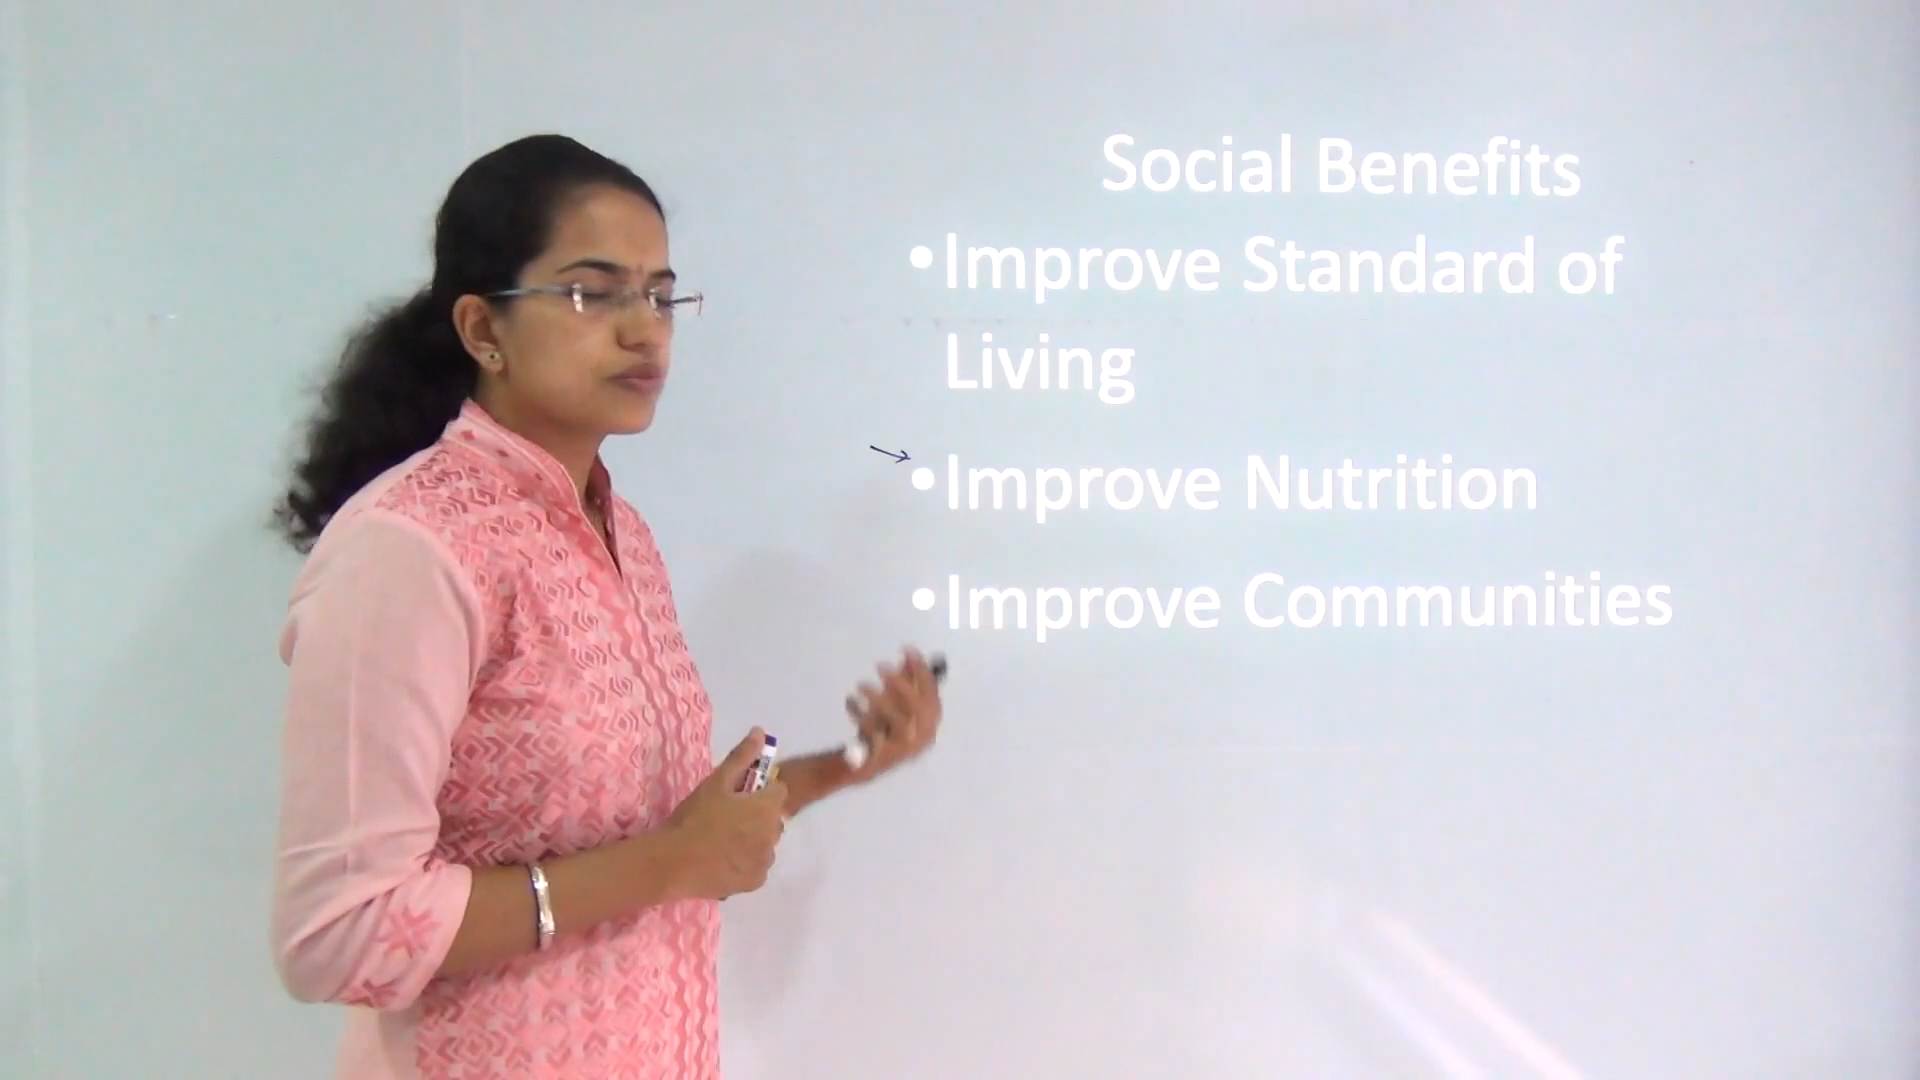 Social Benefits
•Improve Standard of
Living
•Improve Nutrition
•Improve Communities